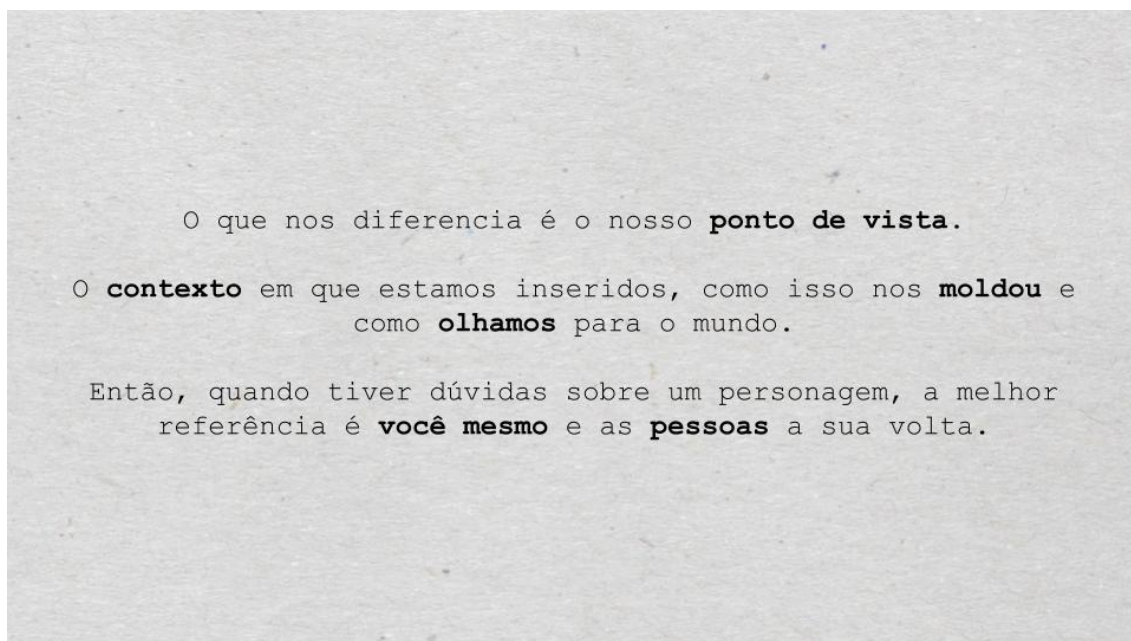 O que nos diferencia é o nosso ponto de vista.
O contexto em que estamos inseridos, como isso nos moldou e
como olhamos para o mundo.
Então, quando tiver dúvidas sobre um personagem, a melhor
referência é você mesmo e as pessoas a sua volta.